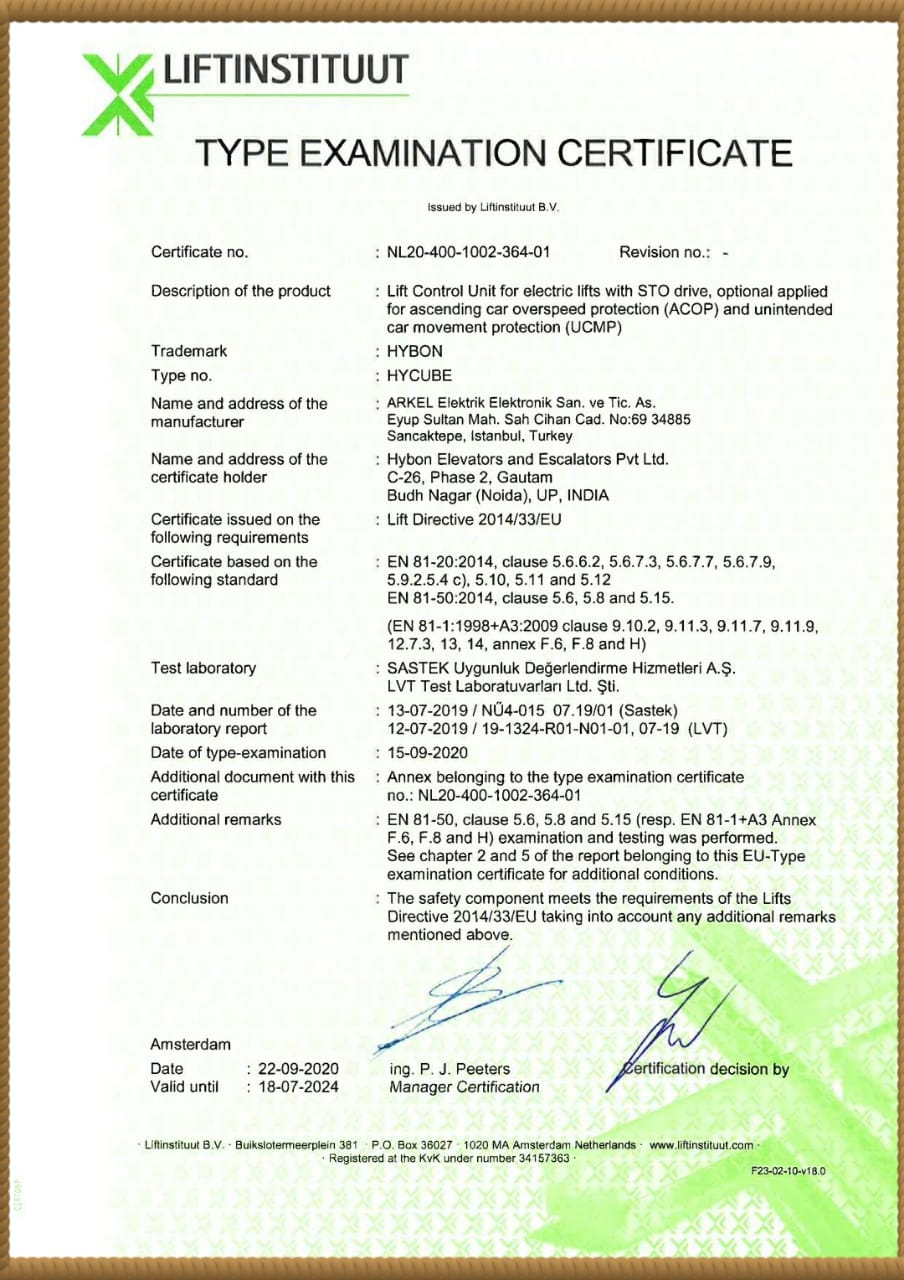 LIFTINSTITUUT
TYPE EXAMINATION CERTIFICATE
Issued by Liftinstituut B.V.
Certificate no. : NL20-400-1002-364-01 Revision no.: -
Description of the product : Lift Control Unit for electric lifts with STO drive, optional applied
for ascending car overspeed protection (ACOP) and unintended
car movement protection (UCMP)
Trademark : HYBON
Type no. : HYCUBE
Name and address of the : ARKEL Elektrik Elektronik San. ve Tic. As.
manufacturer Eyup Sultan Mah. Sah Cihan Cad. No:69 34885
Sancaktepe, Istanbul, Turkey
Name and address of the : Hybon Elevators and Escalators Pvt Ltd.
certificate holder C-26, Phase 2, Gautam
Budh Nagar (Noida), UP, INDIA
Certificate issued on the : Lift Directive 2014/33/EU
following requirements
Certificate based on the : EN 81-20:2014, clause 5.6.6.2, 5.6.7.3, 5.6.7.7, 5.6.7.9,
following standard 5.9.2.5.4 c), 5.10, 5.11 and 5.12
EN 81-50:2014, clause 5.6, 5.8 and 5.15.
(EN 81-1:1998+A3:2009 clause 9.10.2, 9.11.3, 9.11.7, 9.11.9,
12.7.3, 13, 14, annex F.6, F.8 and H)
Test laboratory : SASTEK Uygunluk Değerlendirme Hizmetleri A.Ş.
LVT Test Laboratuvarları Ltd. Şti.
Date and number of the : 13-07-2019 / NŰ4-015 07.19/01 (Sastek)
laboratory report 12-07-2019 / 19-1324-R01-N01-01, 07-19 (LVT)
Date of type-examination : 15-09-2020
Additional document with this : Annex belonging to the type examination certificate
certificate no.: NL20-400-1002-364-01
Additional remarks : EN 81-50, clause 5.6, 5.8 and 5.15 (resp. EN 81-1+A3 Annex
F.6, F.8 and H) examination and testing was performed.
See chapter 2 and 5 of the report belonging to this EU-Type
examination certificate for additional conditions.
Conclusion : The safety component meets the requirements of the Lifts
Directive 2014/33/EU taking into account any additional remarks
mentioned above.
Amsterdam
Date : 22-09-2020 ing. P. J. Peeters Certification decision by
Valid until : 18-07-2024 Manager Certification
· Liftinstituut B.V. · Buikslotermeerplein 381 · P.O. Box 36027 · 1020 MA Amsterdam Netherlands · www.liftinstituut.com ·
· Registered at the KvK under number 34157363 ·
F23-02-10-v18.0